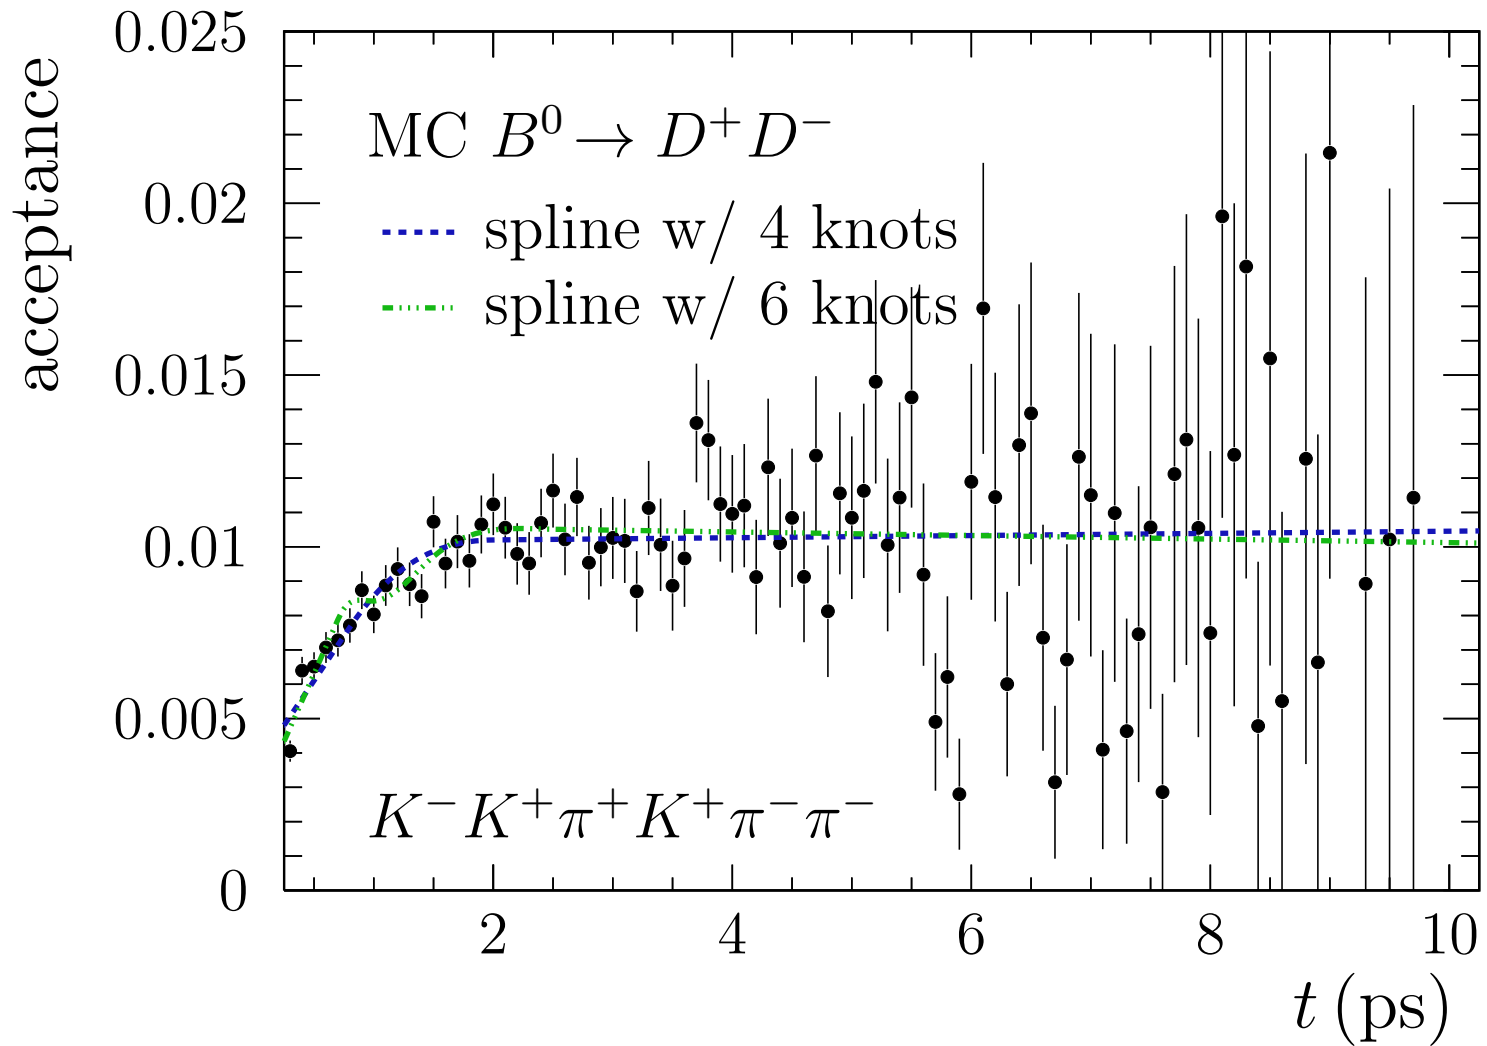 0.025
0.02
0.015
0.01
0.005
0
acceptance
MC B⁰ → D⁺D⁻
spline w/ 4 knots
spline w/ 6 knots
K⁻K⁺π⁺K⁺π⁻π⁻
2 4 6 8 10
t (ps)